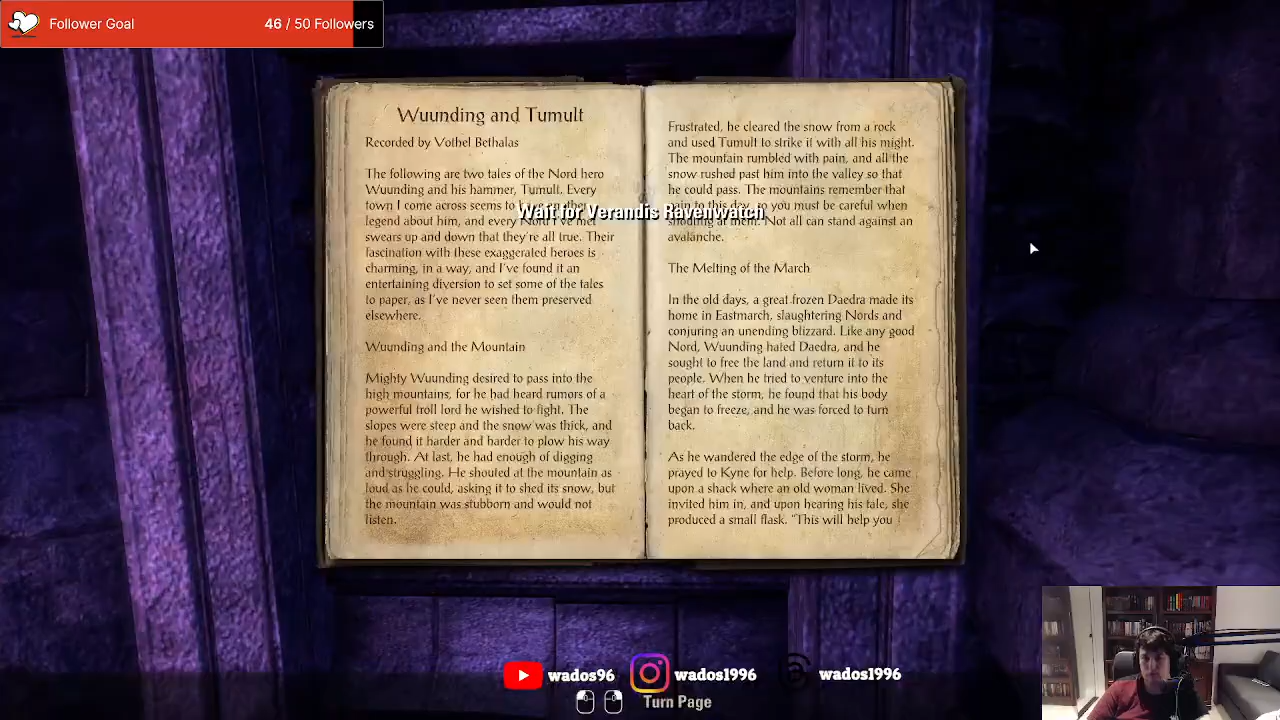 Follower Goal
46 / 50 Followers
Wuunding and Tumult
Recorded by Vothel Bethalas
The following are two tales of the Nord hero
Wuunding and his hammer, Tumult. Every
town I come across seems to
legend about him, and every Nord I've met
swears up and down that they're all true. Their
fascination with these exaggerated heroes is
charming, in a way, and I've found it an
entertaining diversion to set some of the tales
to paper, as I've never seen them preserved
elsewhere.
Wuunding and the Mountain
Mighty Wuunding desired to pass into the
high mountains, for he had heard rumors of a
powerful troll lord he wished to fight. The
slopes were steep and the snow was thick, and
he found it harder and harder to plow his way
through. At last, he had enough of digging
and struggling. He shouted at the mountain as
loud as he could, asking it to shed its snow, but
the mountain was stubborn and would not
listen.
Frustrated, he cleared the snow from a rock
and used Tumult to strike it with all his might.
The mountain rumbled with pain, and all the
snow rushed past him into the valley so that
he could pass. The mountains remember that
pain to this day, so you must be careful when
shouting at them. Not all can stand against an
avalanche.
The Melting of the March
In the old days, a great frozen Daedra made its
home in Eastmarch, slaughtering Nords and
conjuring an unending blizzard. Like any good
Nord, Wuunding hated Daedra, and he
sought to free the land and return it to its
people. When he tried to venture into the
heart of the storm, he found that his body
began to freeze, and he was forced to turn
back.
As he wandered the edge of the storm, he
prayed to Kyne for help. Before long, he came
upon a shack where an old woman lived. She
invited him in, and upon hearing his tale, she
produced a small flask. "This will help you
Wait for Verandis Ravenwatch
wados96
wados1996
wados1996
Turn Page